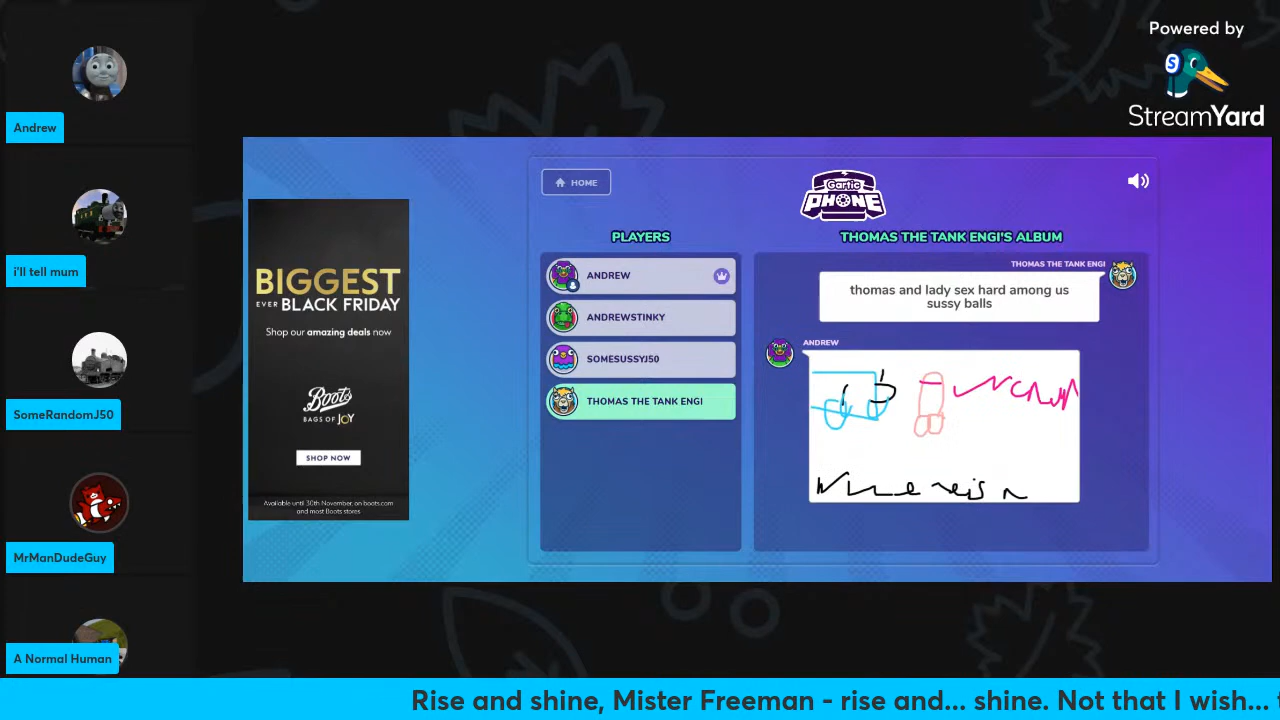 Powered by
StreamYard
Andrew
i'll tell mum
SomeRandomJ50
MrManDudeGuy
A Normal Human
BIGGEST
EVER BLACK FRIDAY
Shop our amazing deals now
Boots
BAGS OF JOY
SHOP NOW
Available until 30th November, on boots.com
and most Boots stores
HOME
Gartic
PHONE
PLAYERS
ANDREW
ANDREWSTINKY
SOMESUSSYJ50
THOMAS THE TANK ENGI
THOMAS THE TANK ENGI'S ALBUM
THOMAS THE TANK ENGI
thomas and lady sex hard among us
sussy balls
ANDREW
Rise and shine, Mister Freeman - rise and... shine. Not that I wish...